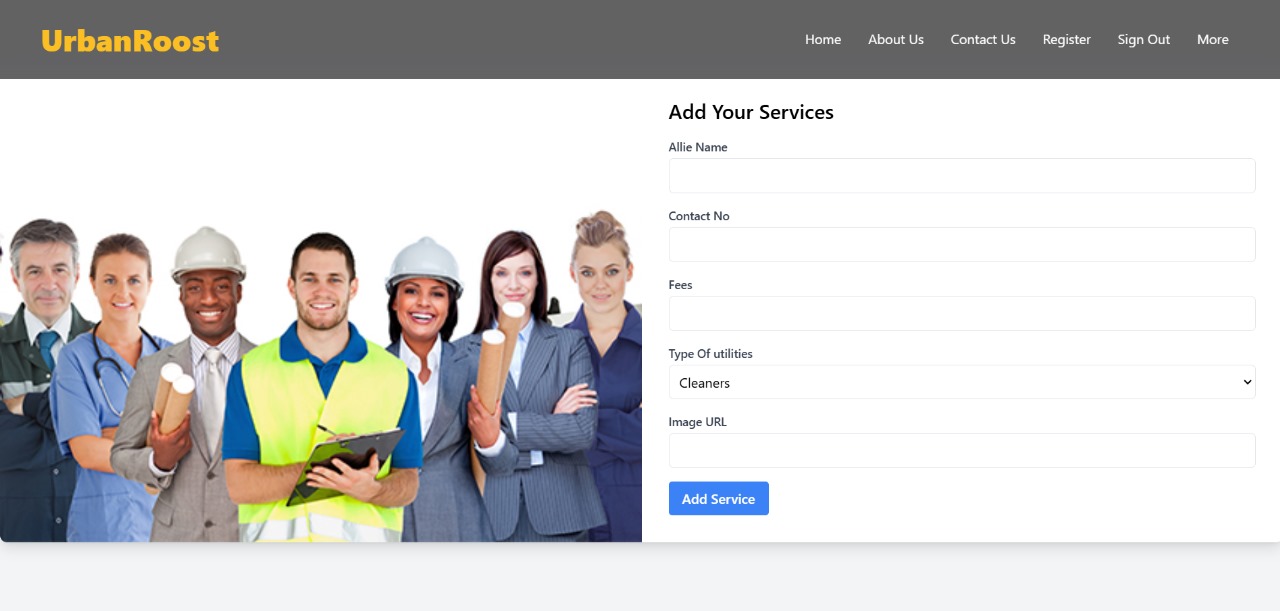 UrbanRoost
Home About Us Contact Us Register Sign Out More
Add Your Services
Allie Name
Contact No
Fees
Type Of utilities
Cleaners
Image URL
Add Service